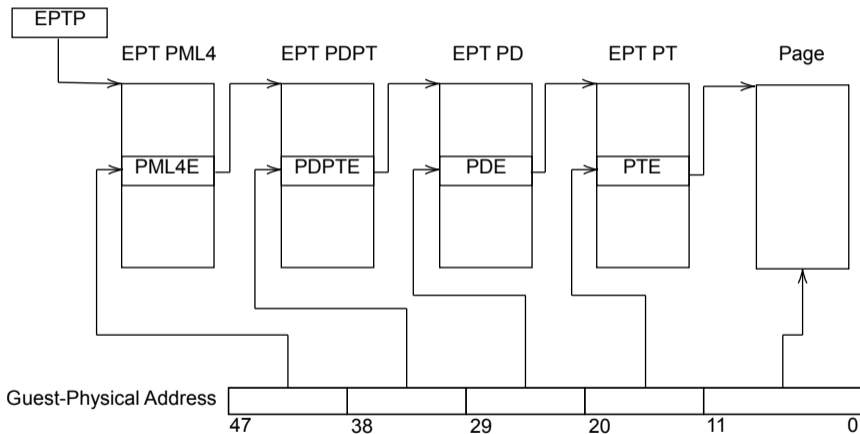 EPTP
EPT PML4 EPT PDPT EPT PD EPT PT Page
PML4E PDPTE PDE PTE
Guest-Physical Address
47 38 29 20 11 0